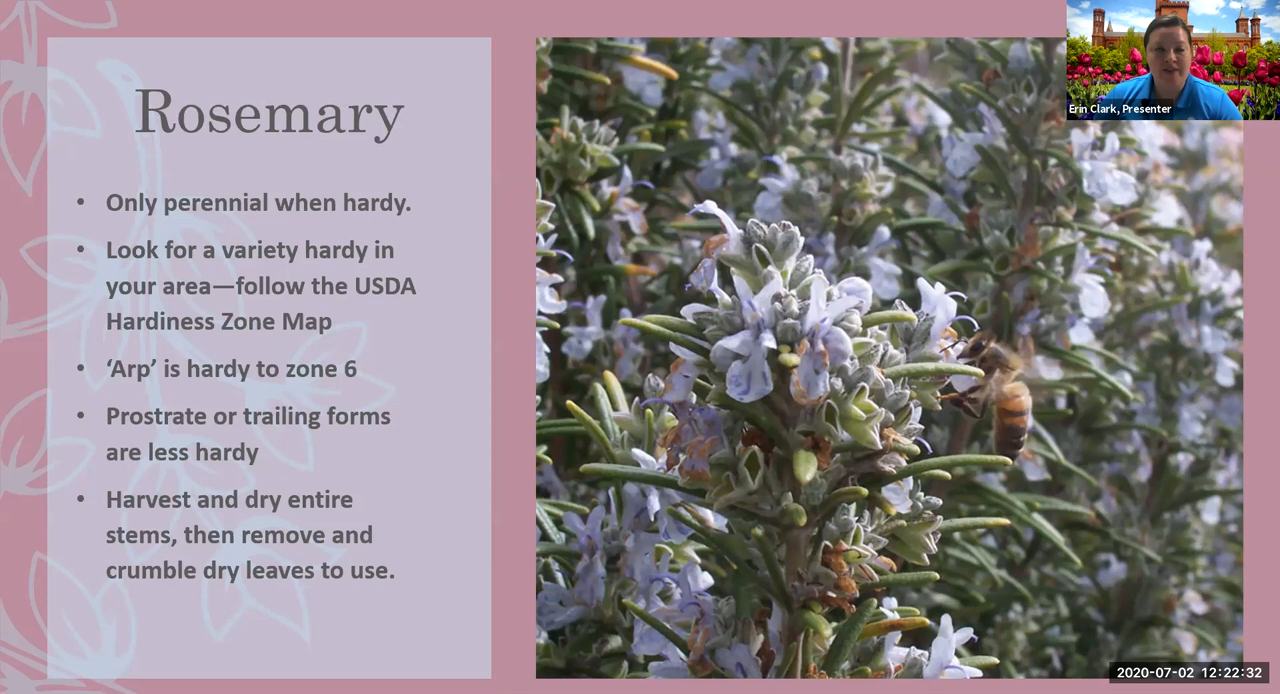 Rosemary
• Only perennial when hardy.
• Look for a variety hardy in
your area—follow the USDA
Hardiness Zone Map
• ‘Arp’ is hardy to zone 6
• Prostrate or trailing forms
are less hardy
• Harvest and dry entire
stems, then remove and
crumble dry leaves to use.
Erin Clark, Presenter
2020-07-02 12:22:32